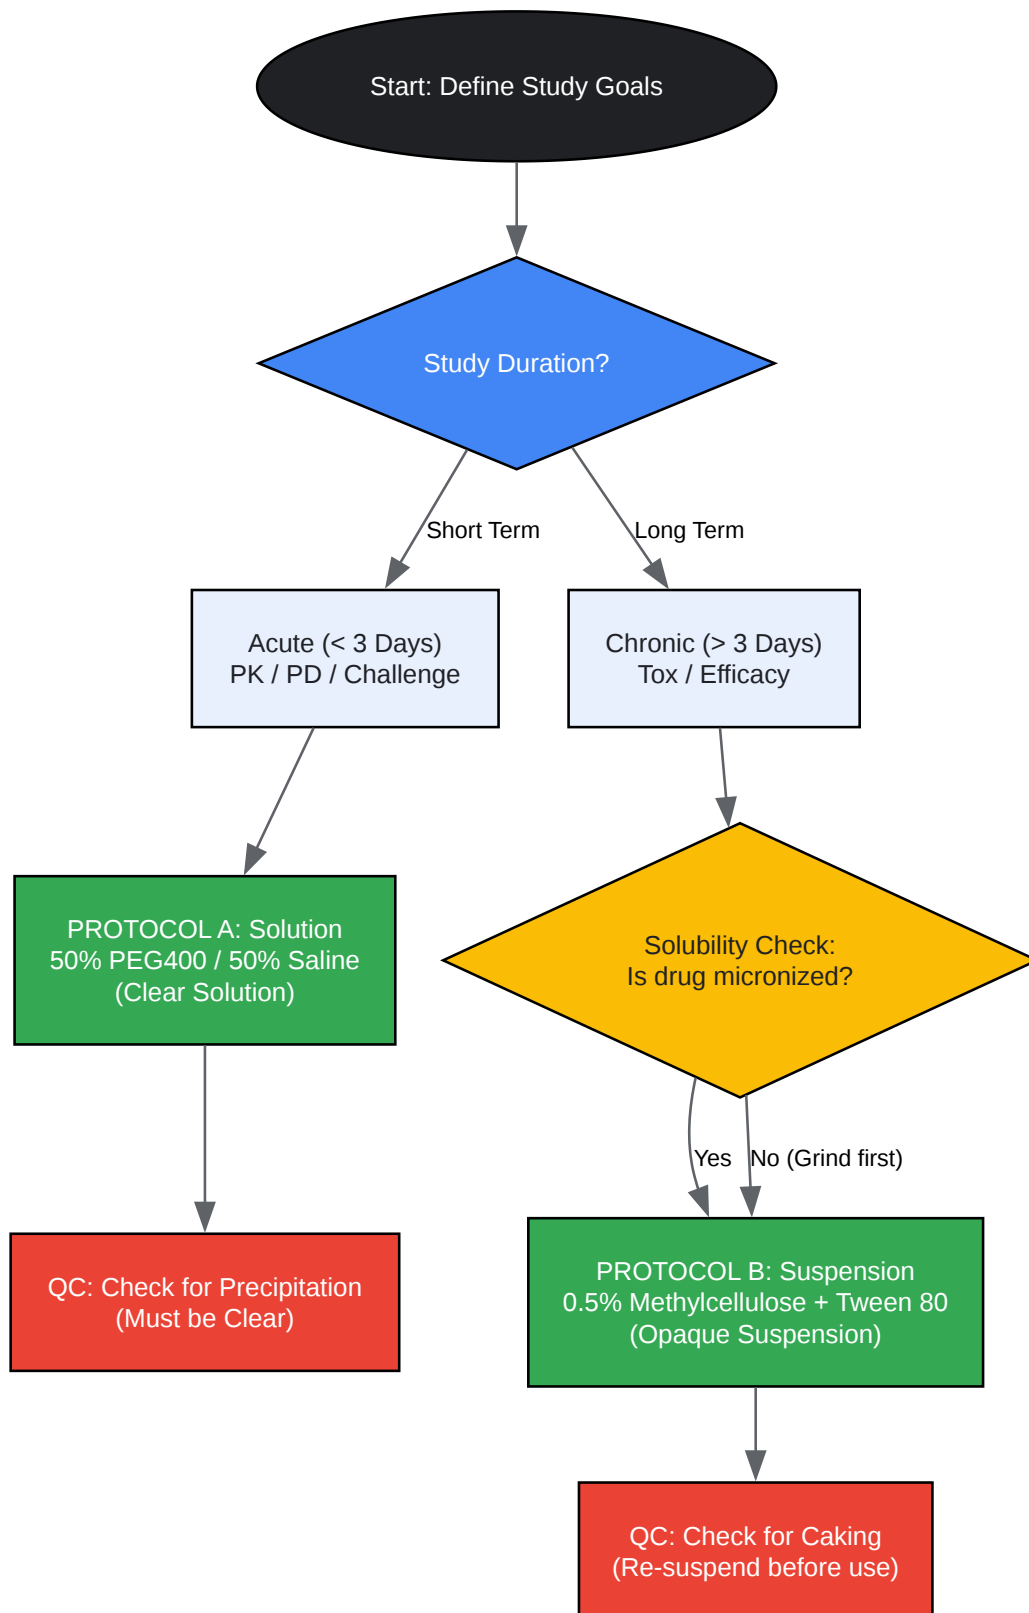 Start: Define Study Goals
Study Duration?
Short Term
Long Term
Acute (< 3 Days)
PK / PD / Challenge
Chronic (> 3 Days)
Tox / Efficacy
PROTOCOL A: Solution
50% PEG400 / 50% Saline
(Clear Solution)
Solubility Check:
Is drug micronized?
Yes
No (Grind first)
QC: Check for Precipitation
(Must be Clear)
PROTOCOL B: Suspension
0.5% Methylcellulose + Tween 80
(Opaque Suspension)
QC: Check for Caking
(Re-suspend before use)